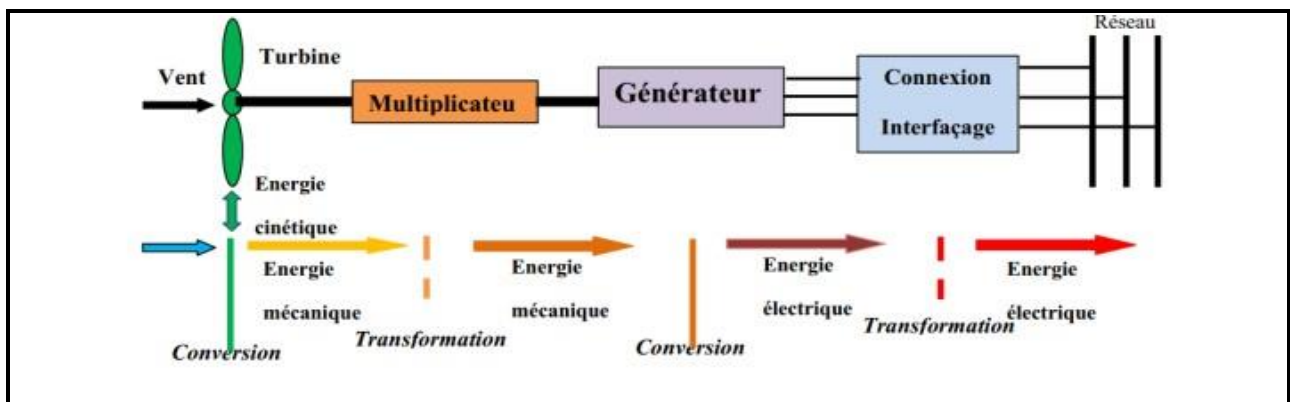 Réseau
Turbine
Vent
Multiplicateu
Générateur
Connexion
Interfaçage
Energie
cinétique
Energie
mécanique
Transformation
Energie
mécanique
Energie
électrique
Transformation
Energie
électrique
Conversion
Conversion